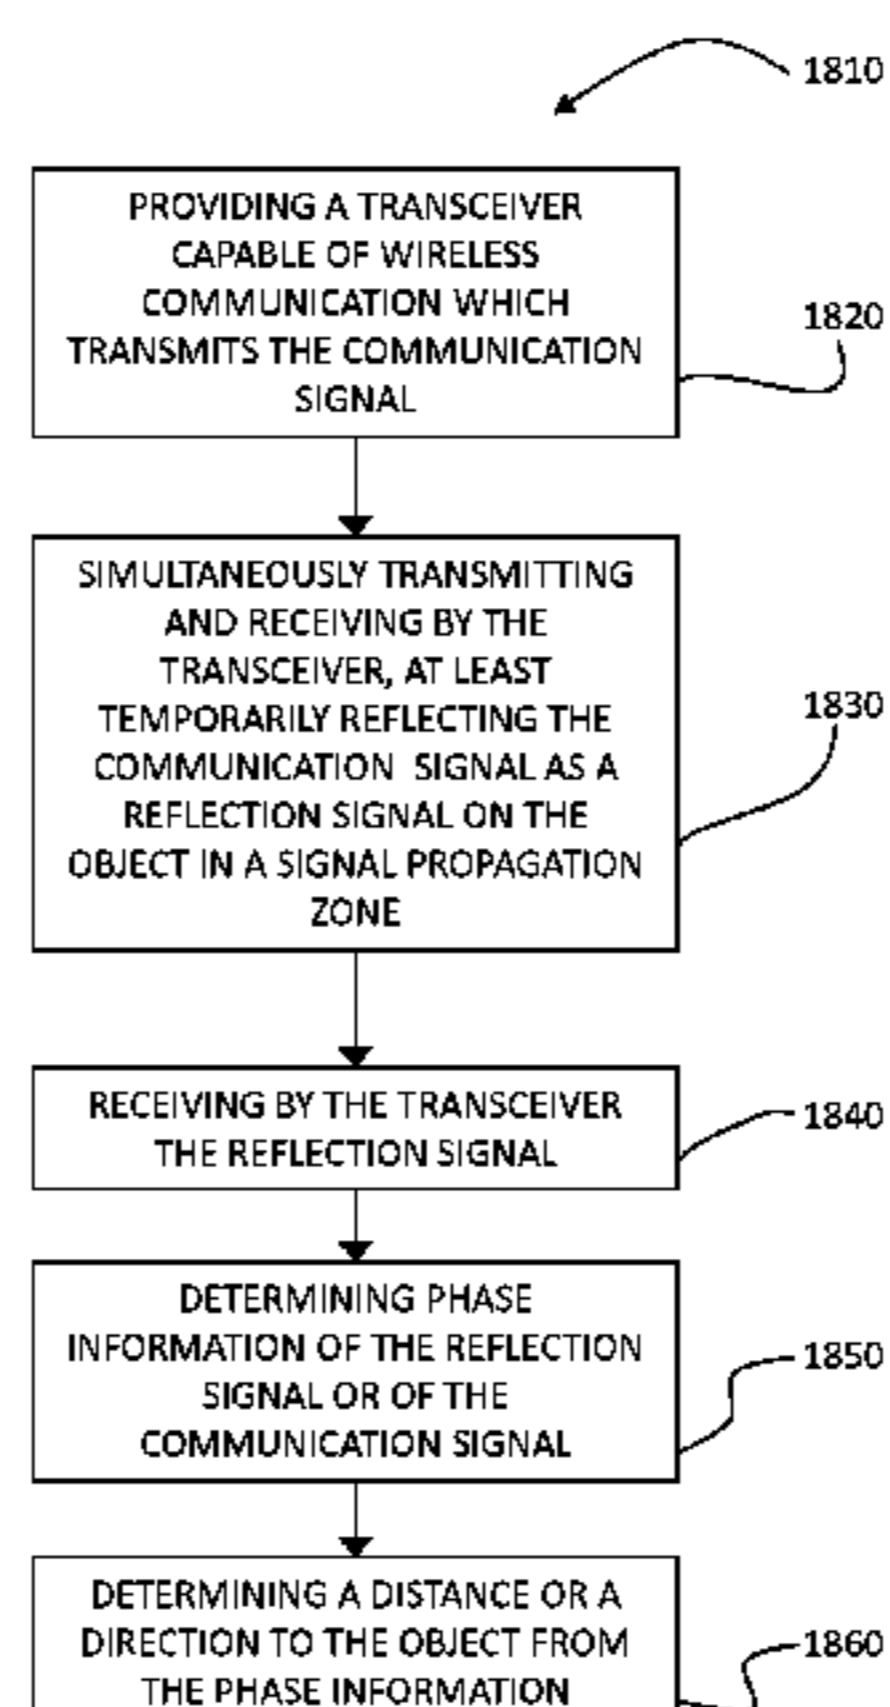 1810
PROVIDING A TRANSCEIVER
CAPABLE OF WIRELESS
COMMUNICATION WHICH
TRANSMITS THE COMMUNICATION
SIGNAL
1820
SIMULTANEOUSLY TRANSMITTING
AND RECEIVING BY THE
TRANSCEIVER, AT LEAST
TEMPORARILY REFLECTING THE
COMMUNICATION SIGNAL AS A
REFLECTION SIGNAL ON THE
OBJECT IN A SIGNAL PROPAGATION
ZONE
1830
RECEIVING BY THE TRANSCEIVER
THE REFLECTION SIGNAL
1840
DETERMINING PHASE
INFORMATION OF THE REFLECTION
SIGNAL OR OF THE
COMMUNICATION SIGNAL
1850
DETERMINING A DISTANCE OR A
DIRECTION TO THE OBJECT FROM
THE PHASE INFORMATION
1860